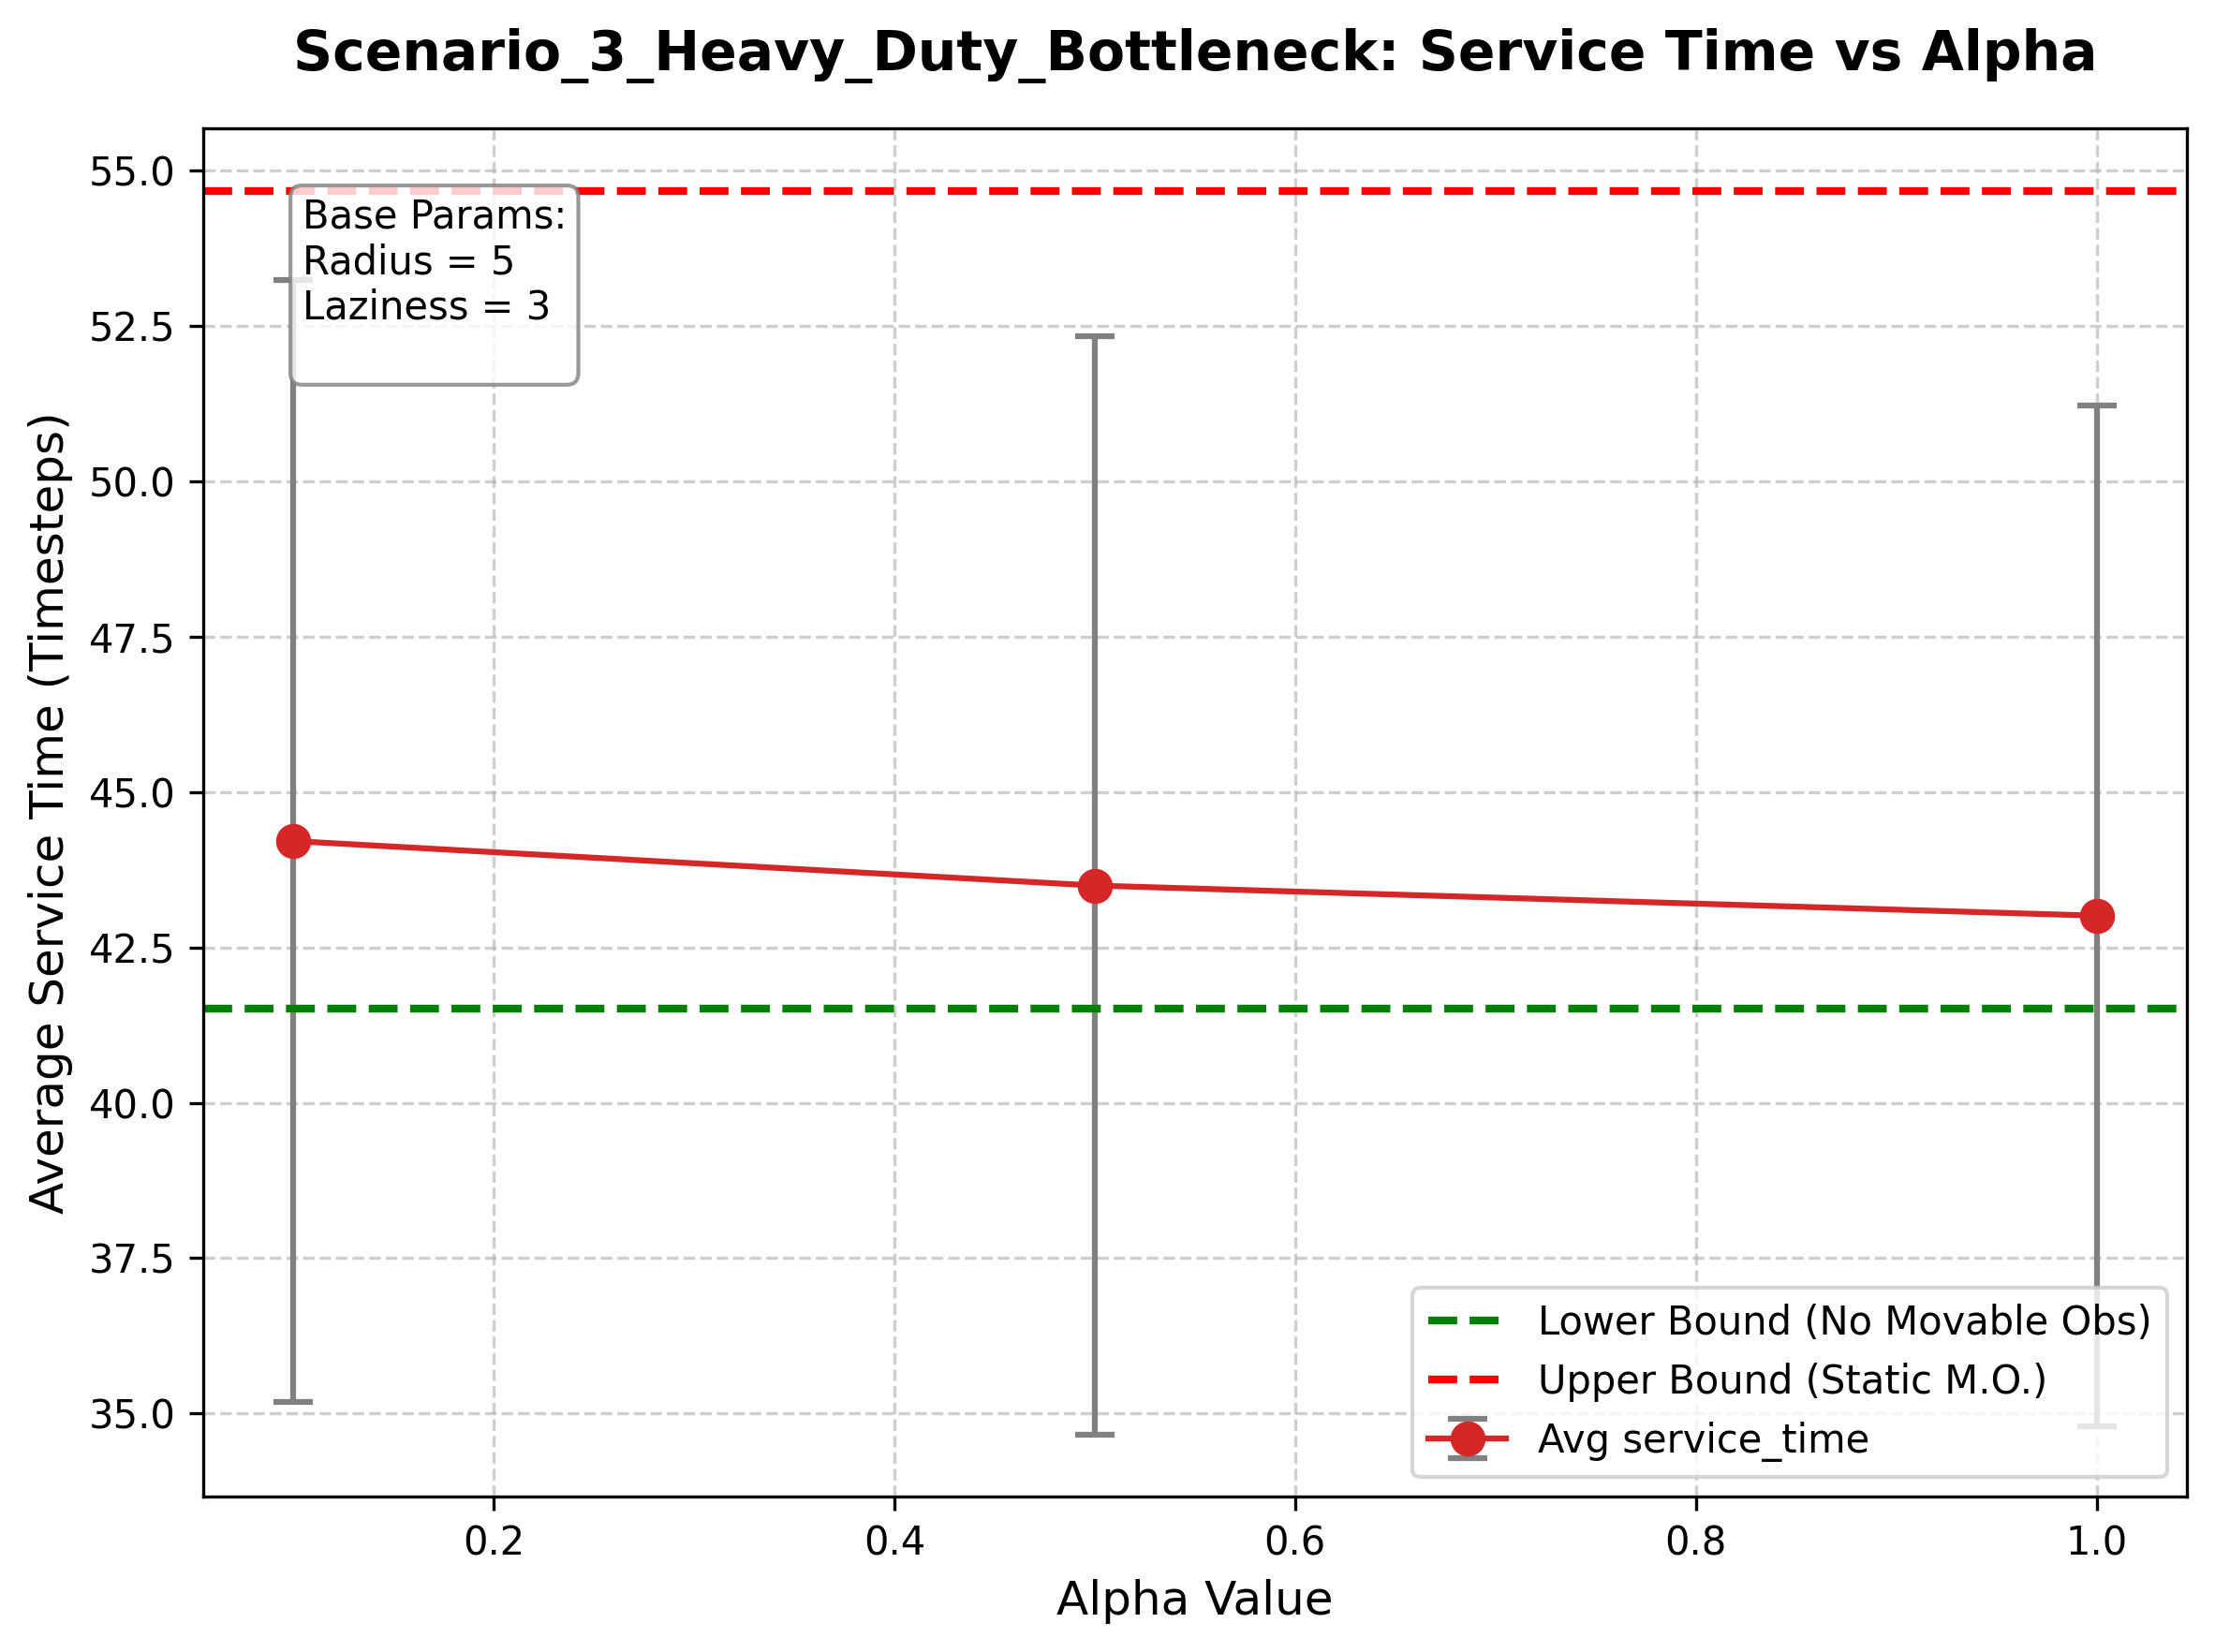 Scenario_3_Heavy_Duty_Bottleneck: Service Time vs Alpha
Average Service Time (Timesteps)
55.0
52.5
50.0
47.5
45.0
42.5
40.0
37.5
35.0
Base Params:
Radius = 5
Laziness = 3
Lower Bound (No Movable Obs)
Upper Bound (Static M.O.)
Avg service_time
0.2
0.4
0.6
0.8
1.0
Alpha Value